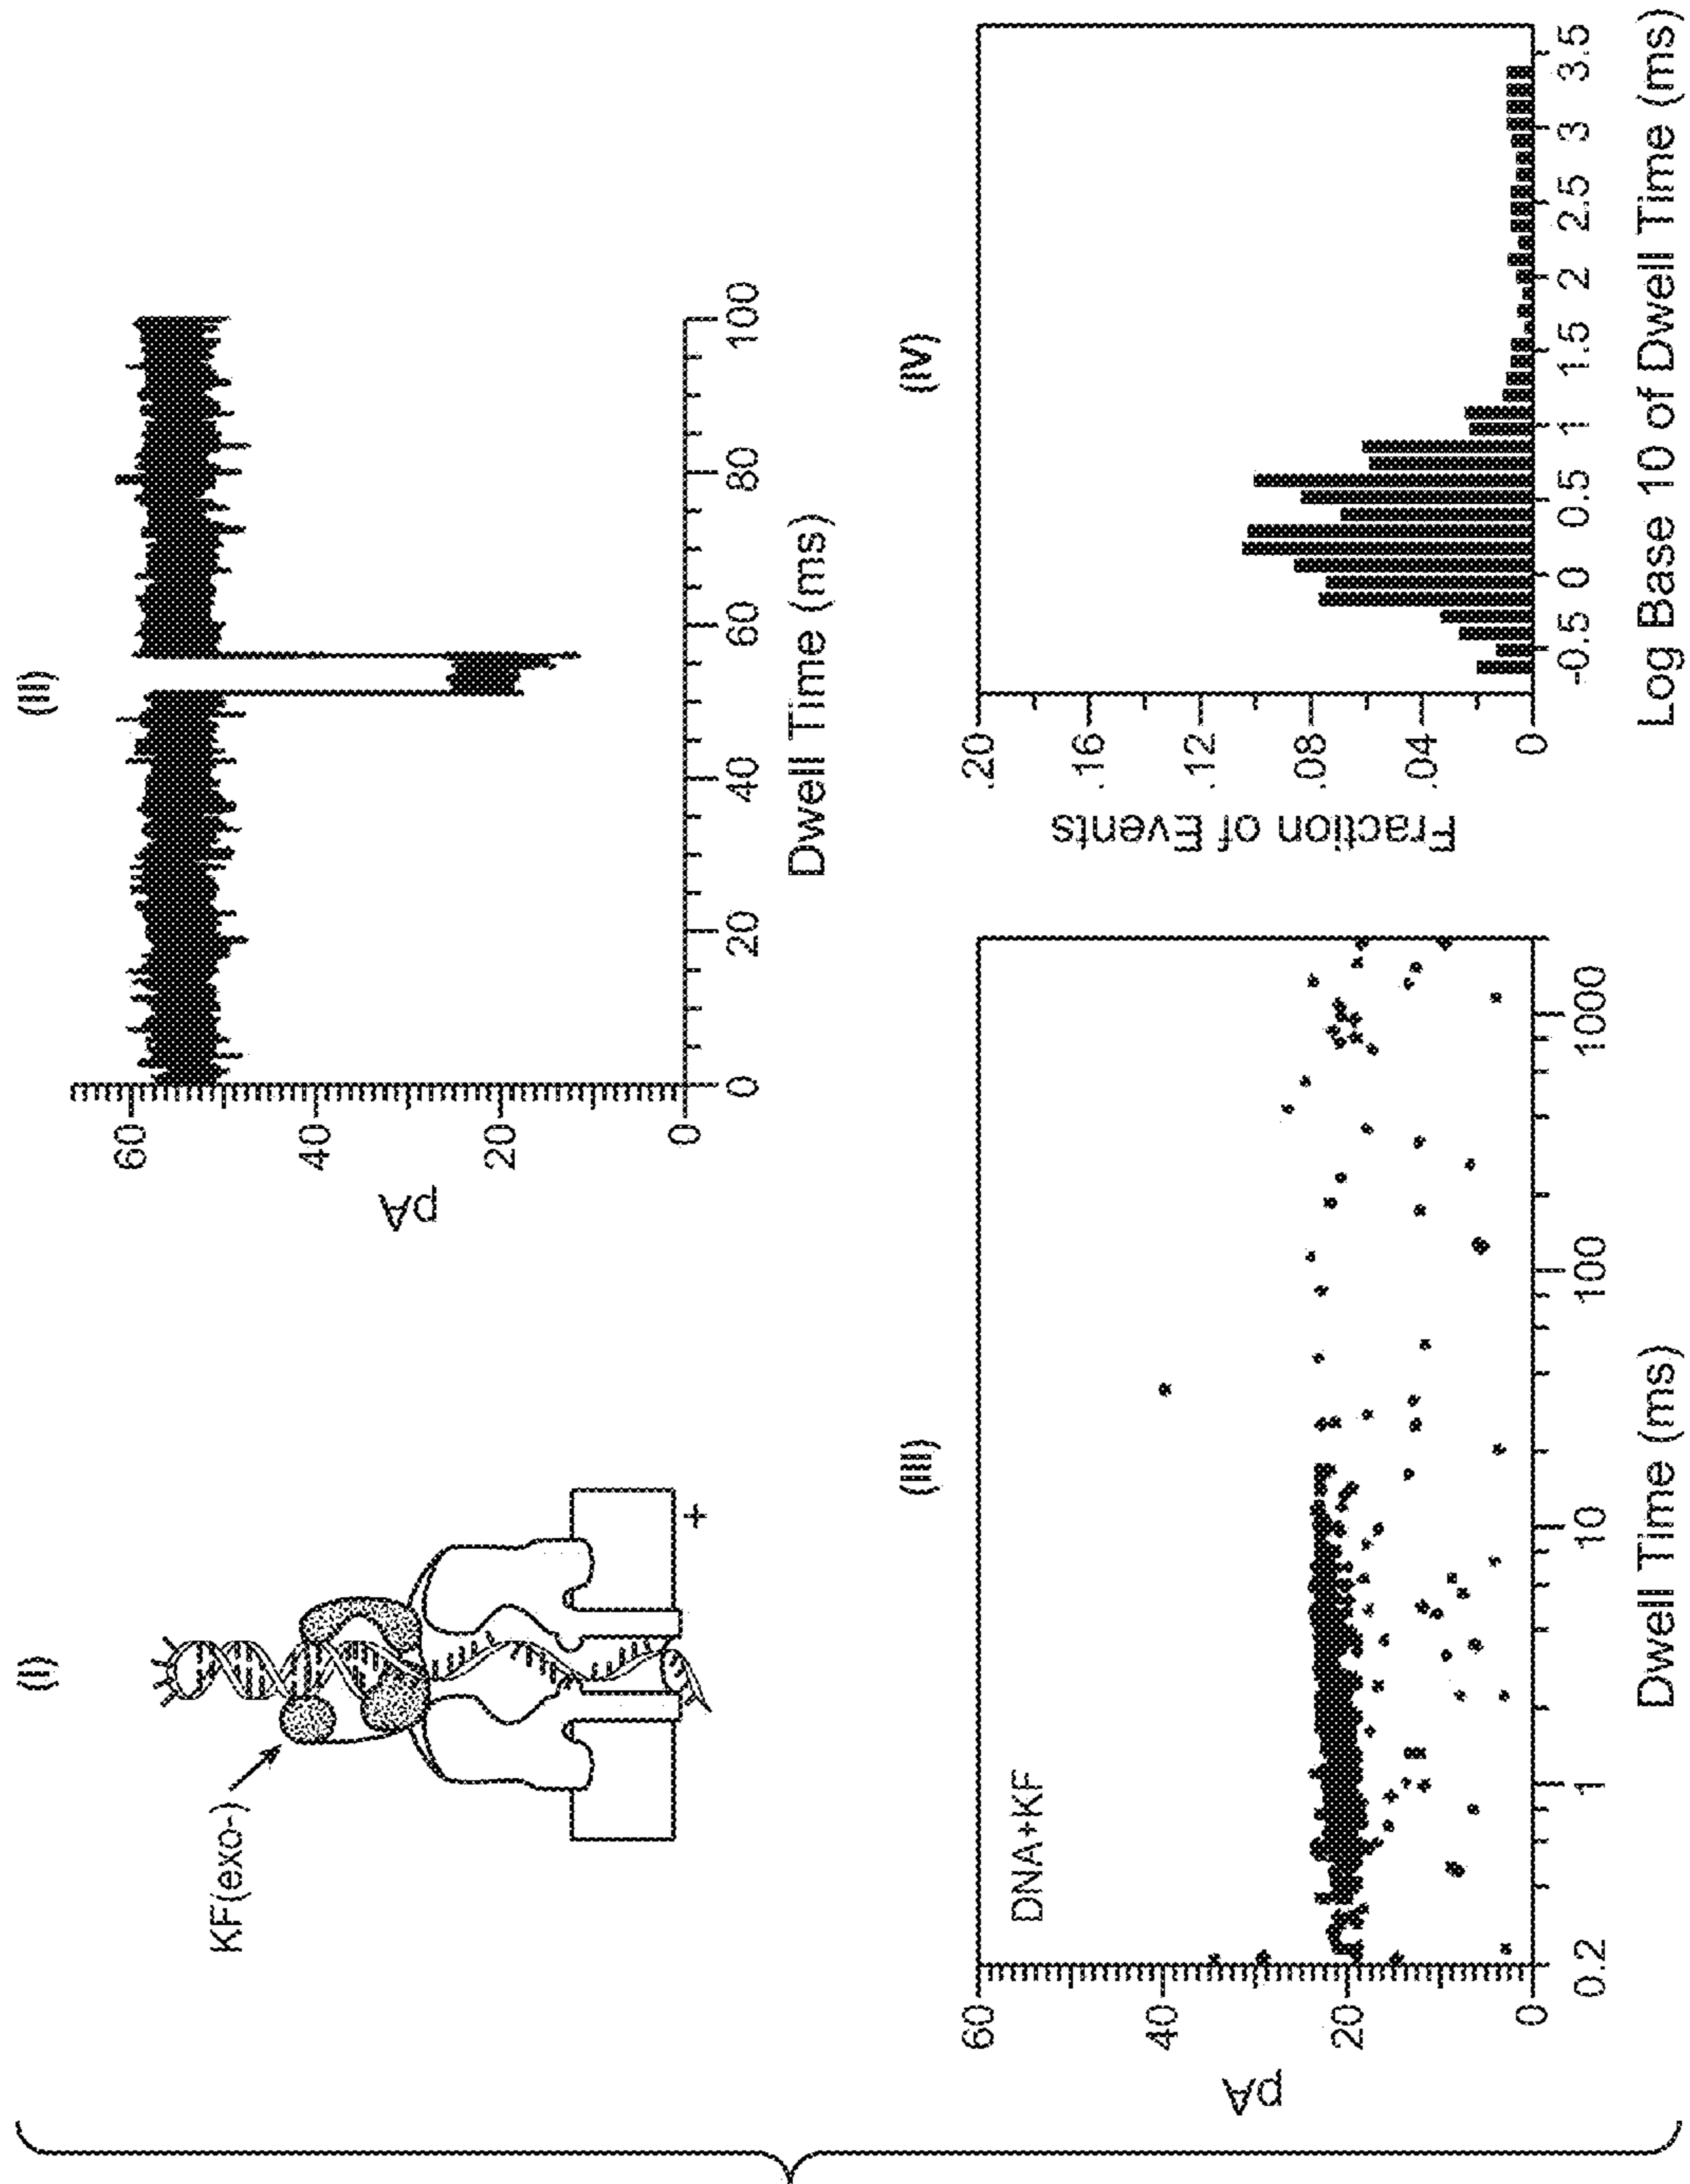 (I)
KF(exo-)
+
(II)
60
40
20
0
pA
0 20 40 60 80 100
Dwell Time (ms)
(III)
60
40
20
0
pA
DNA+KF
0.2 1 10 100 1000
Dwell Time (ms)
(IV)
.20
.16
.12
.08
.04
0
Fraction of Events
-0.5 0 0.5 1 1.5 2 2.5 3 3.5
Log Base 10 of Dwell Time (ms)